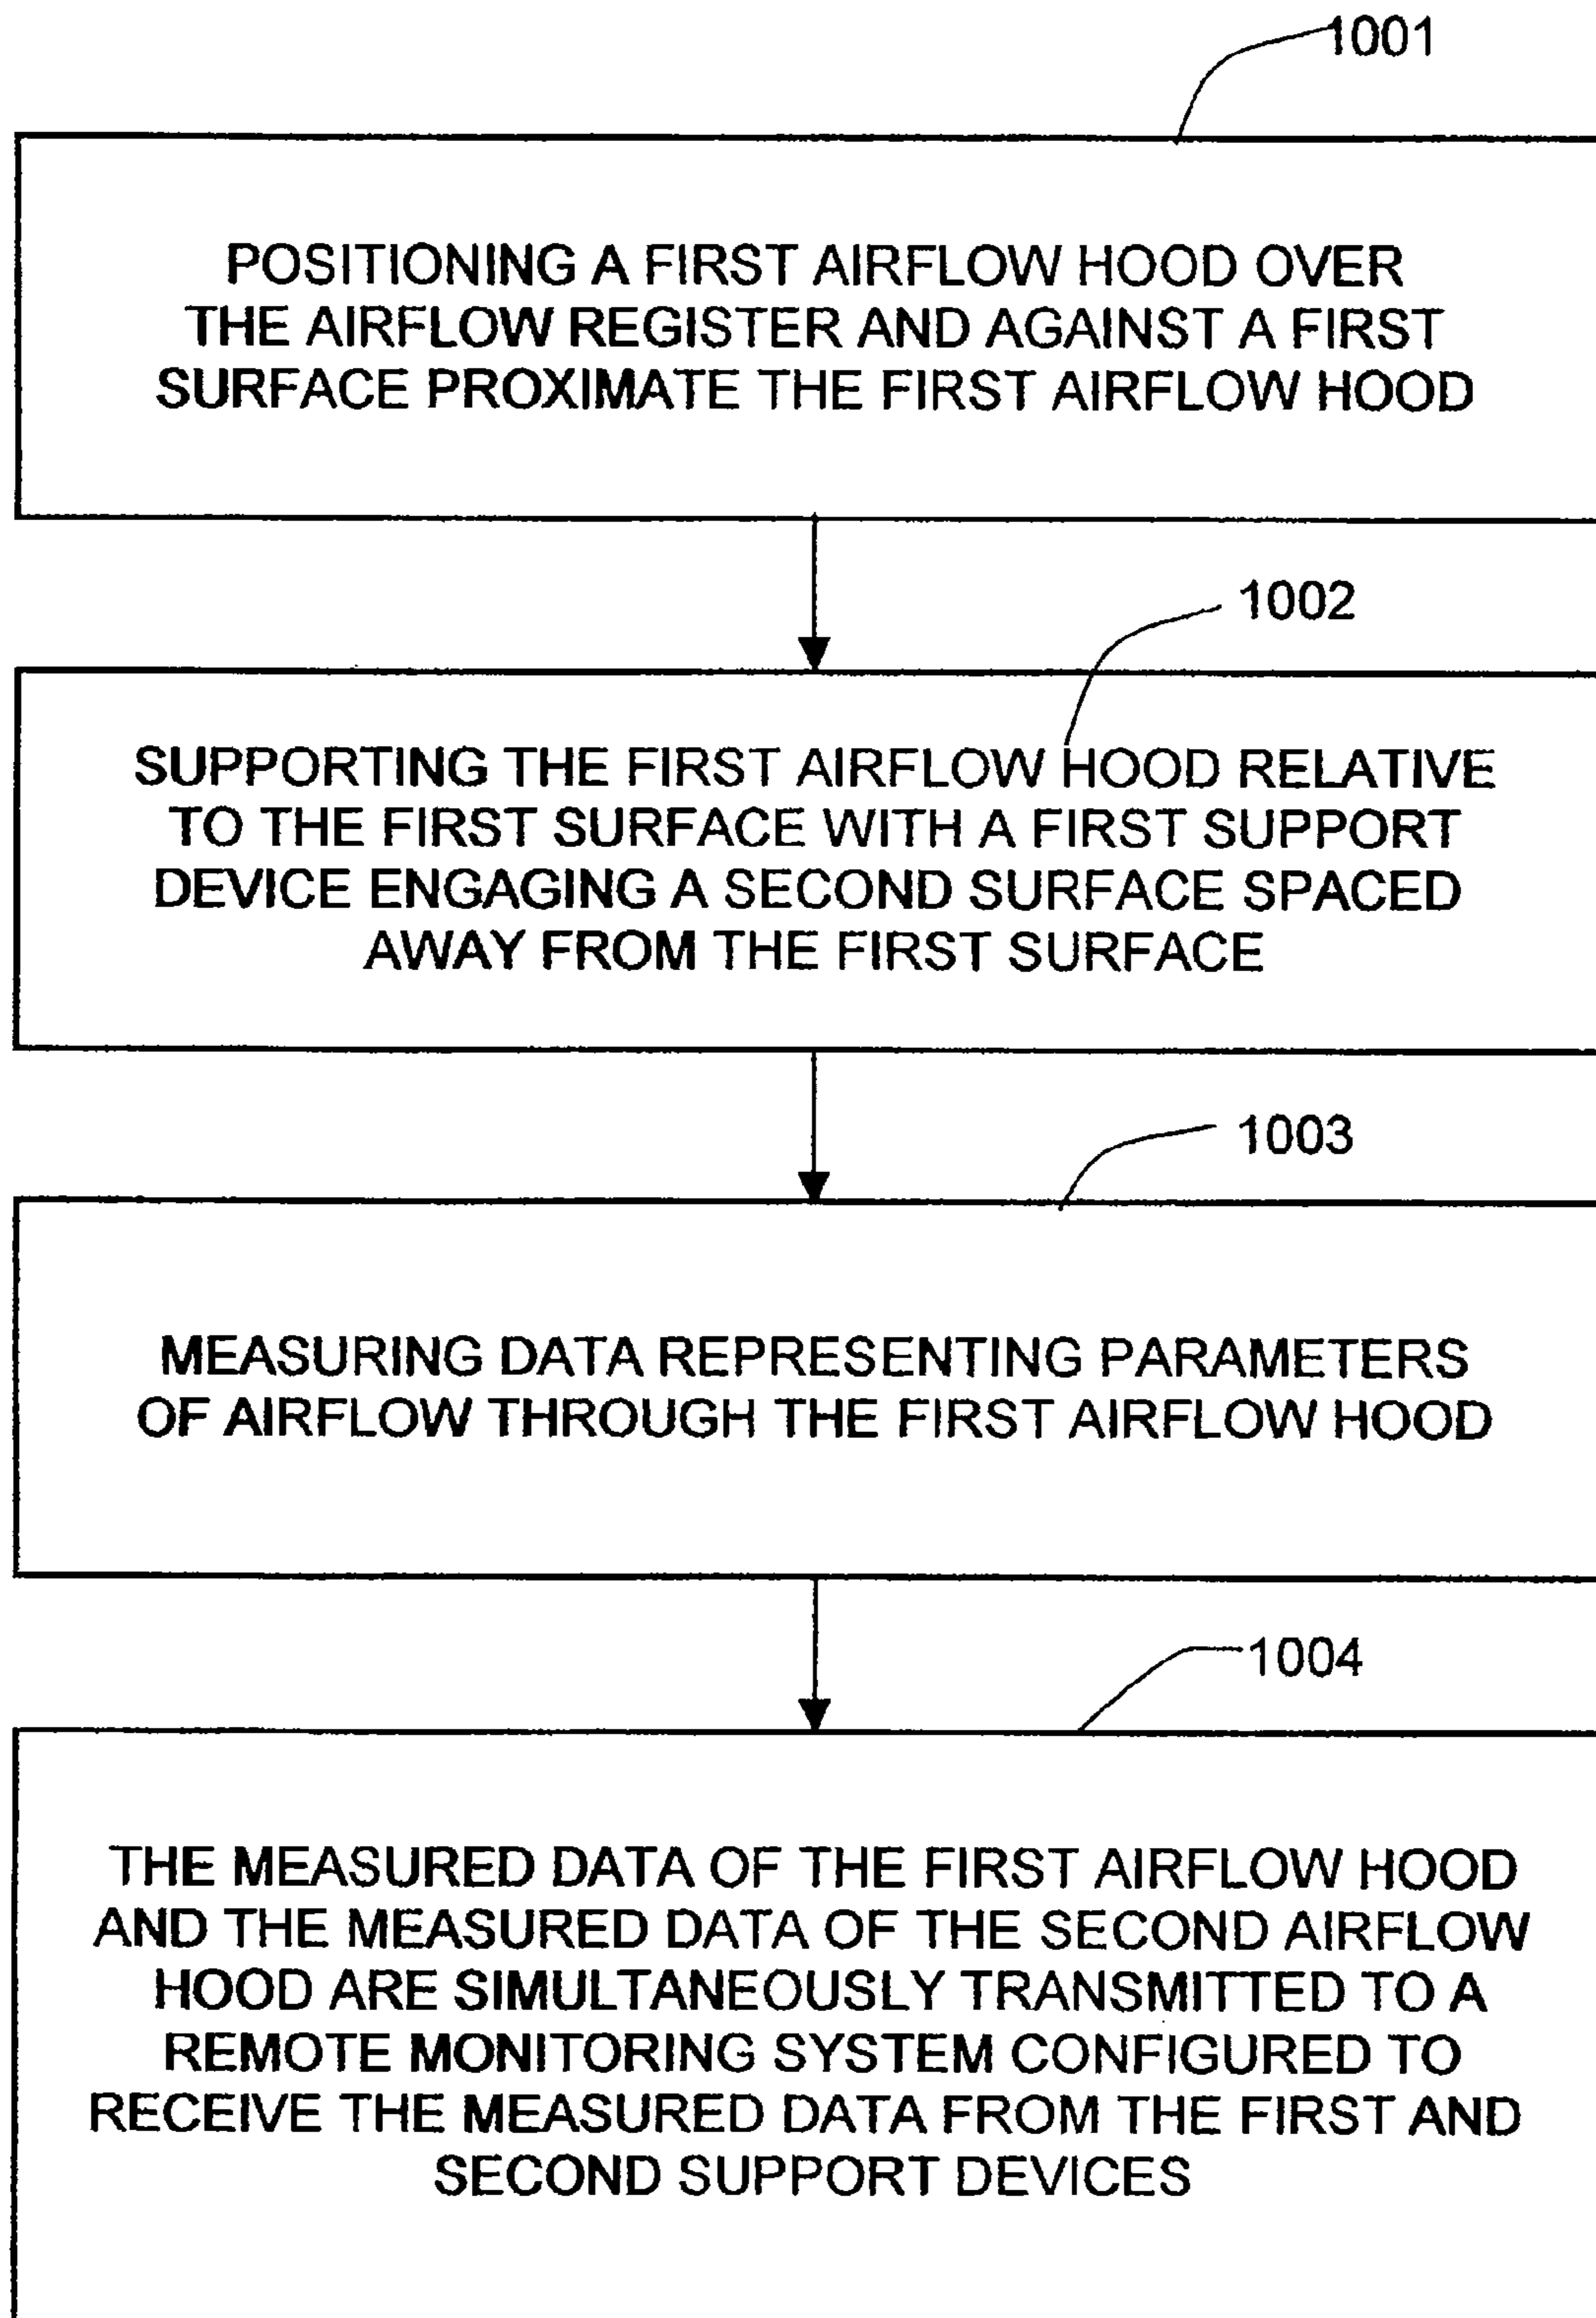 1001
POSITIONING A FIRST AIRFLOW HOOD OVER
THE AIRFLOW REGISTER AND AGAINST A FIRST
SURFACE PROXIMATE THE FIRST AIRFLOW HOOD
1002
SUPPORTING THE FIRST AIRFLOW HOOD RELATIVE
TO THE FIRST SURFACE WITH A FIRST SUPPORT
DEVICE ENGAGING A SECOND SURFACE SPACED
AWAY FROM THE FIRST SURFACE
1003
MEASURING DATA REPRESENTING PARAMETERS
OF AIRFLOW THROUGH THE FIRST AIRFLOW HOOD
1004
THE MEASURED DATA OF THE FIRST AIRFLOW HOOD
AND THE MEASURED DATA OF THE SECOND AIRFLOW
HOOD ARE SIMULTANEOUSLY TRANSMITTED TO A
REMOTE MONITORING SYSTEM CONFIGURED TO
RECEIVE THE MEASURED DATA FROM THE FIRST AND
SECOND SUPPORT DEVICES